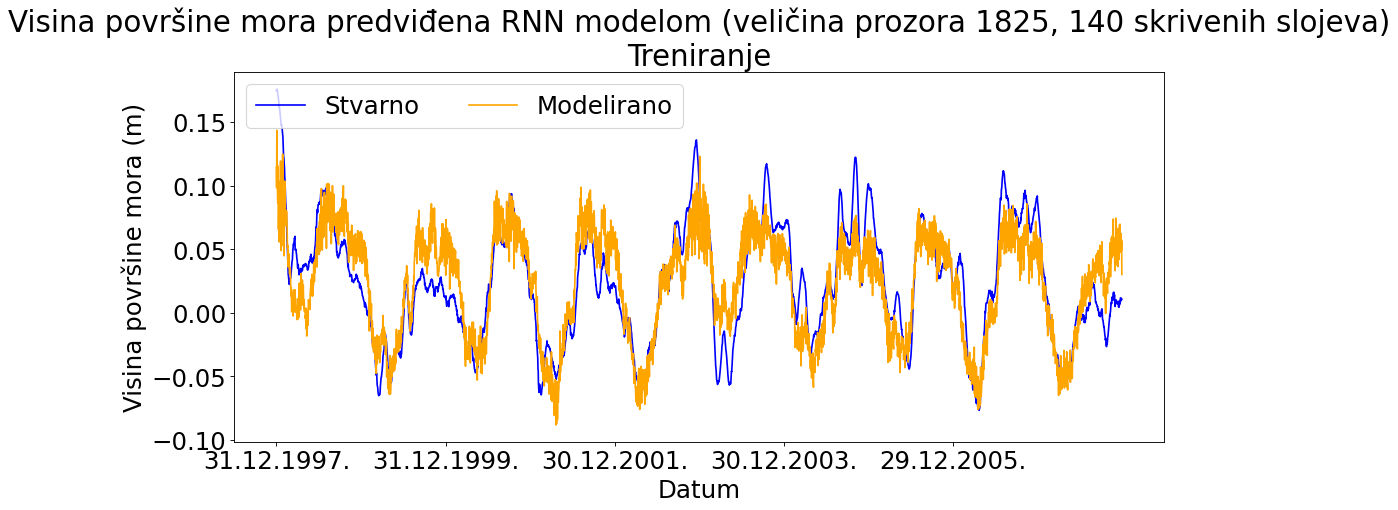 Visina površine mora predviđena RNN modelom (veličina prozora 1825, 140 skrivenih slojeva)
Treniranje
Stvarno Modelirano
Visina površine mora (m)
0.15
0.10
0.05
0.00
−0.05
−0.10
31.12.1997. 31.12.1999. 30.12.2001. 30.12.2003. 29.12.2005.
Datum